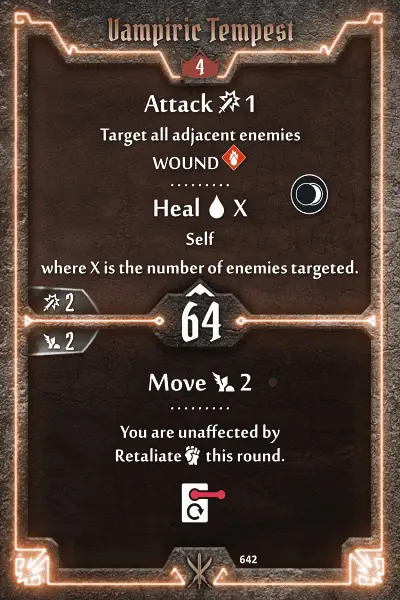 Vampiric Tempest
4
Attack 1
Target all adjacent enemies
WOUND
Heal X
Self
where X is the number of enemies targeted.
2
64
2
Move 2
You are unaffected by
Retaliate this round.
642